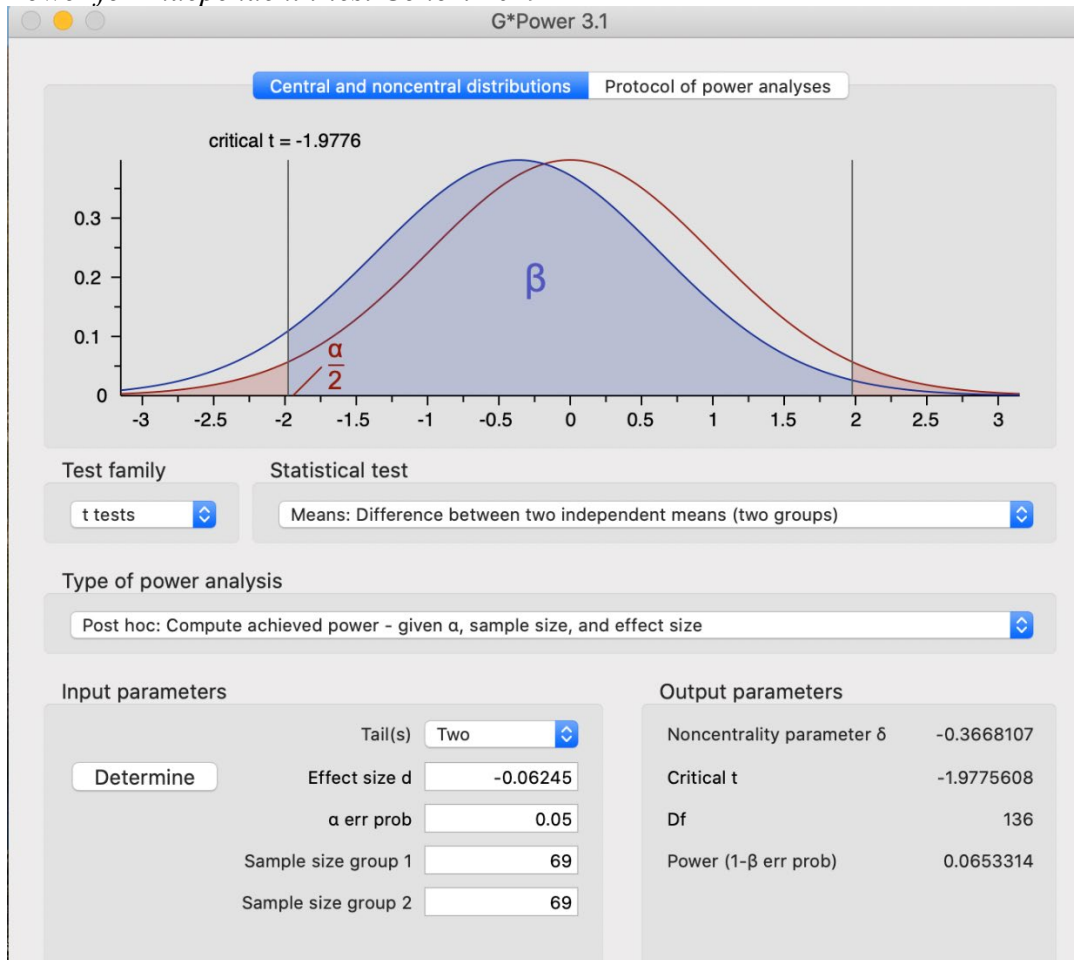 G*Power 3.1
Central and noncentral distributions Protocol of power analyses
critical t = -1.9776
0.3
0.2
0.1
0
β
α
2
-3 -2.5 -2 -1.5 -1 -0.5 0 0.5 1 1.5 2 2.5 3
Test family Statistical test
t tests Means: Difference between two independent means (two groups)
Type of power analysis
Post hoc: Compute achieved power - given α, sample size, and effect size
Input parameters Output parameters
Tail(s) Two Noncentrality parameter δ -0.3668107
Determine Effect size d -0.06245 Critical t -1.9775608
α err prob 0.05 Df 136
Sample size group 1 69 Power (1-β err prob) 0.0653314
Sample size group 2 69